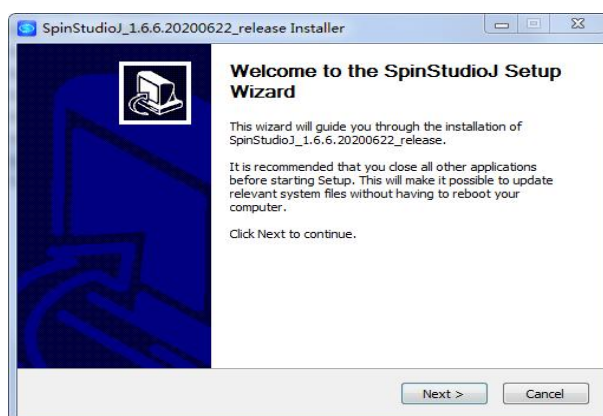 SpinStudioJ_1.6.6.20200622_release Installer
Welcome to the SpinStudioJ Setup
Wizard
This wizard will guide you through the installation of
SpinStudioJ_1.6.6.20200622_release.
It is recommended that you close all other applications
before starting Setup. This will make it possible to update
relevant system files without having to reboot your
computer.
Click Next to continue.
Next >
Cancel